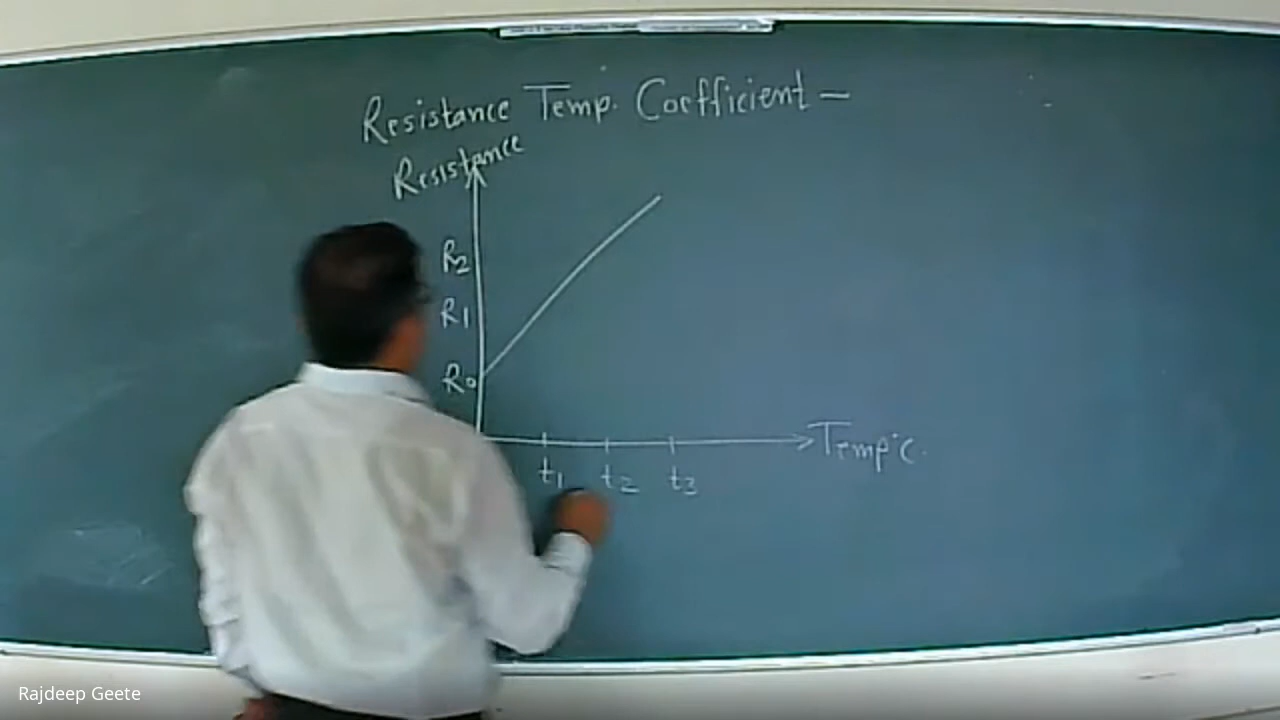 Resistance Temp. Coefficient –
Resistance
R2
R1
R0
t1 t2 t3
Temp°c.
Rajdeep Geete